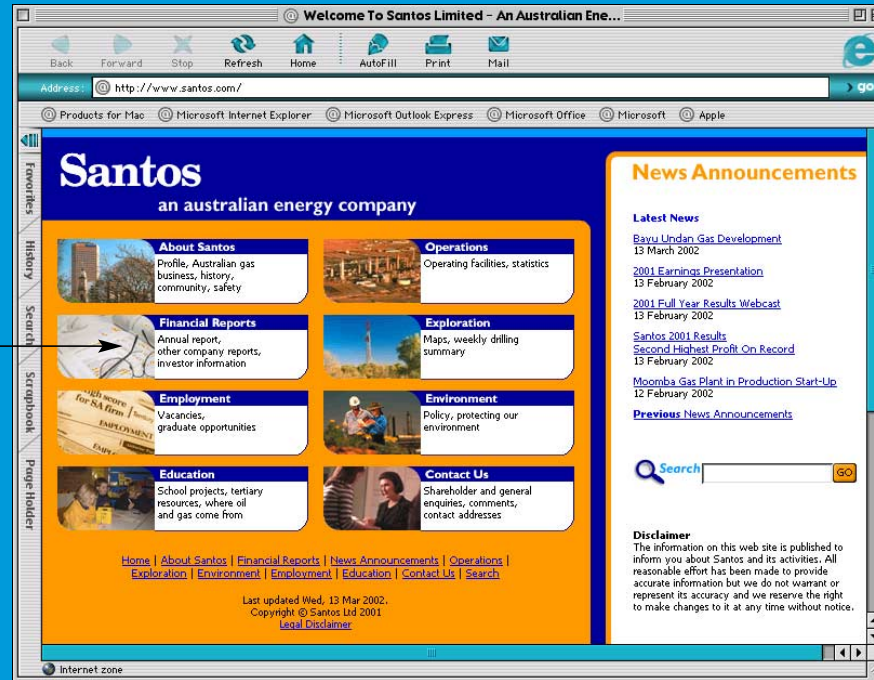 Welcome To Santos Limited - An Australian Ene...
Back Forward Stop Refresh Home AutoFill Print Mail
Address: http://www.santos.com/ go
Products for Mac Microsoft Internet Explorer Microsoft Outlook Express Microsoft Office Microsoft Apple
Favorites
History
Search
Scrapbook
Page Holder
Santos
an australian energy company
About Santos
Profile, Australian gas
business, history,
community, safety
Operations
Operating facilities, statistics
Financial Reports
Annual report,
other company reports,
investor information
Exploration
Maps, weekly drilling
summary
Employment
Vacancies,
graduate opportunities
high score
for SA firm
EMPLOYMENT
Environment
Policy, protecting our
environment
Education
School projects, tertiary
resources, where oil
and gas come from
Contact Us
Shareholder and general
enquiries, comments,
contact addresses
Home | About Santos | Financial Reports | News Announcements | Operations |
Exploration | Environment | Employment | Education | Contact Us | Search
Last updated Wed, 13 Mar 2002.
Copyright © Santos Ltd 2001
Legal Disclaimer
News Announcements
Latest News
Bayu Undan Gas Development
13 March 2002
2001 Earnings Presentation
13 February 2002
2001 Full Year Results Webcast
13 February 2002
Santos 2001 Results
Second Highest Profit On Record
13 February 2002
Moomba Gas Plant in Production Start-Up
12 February 2002
Previous News Announcements
Search GO
Disclaimer
The information on this web site is published to
inform you about Santos and its activities. All
reasonable effort has been made to provide
accurate information but we do not warrant or
represent its accuracy and we reserve the right
to make changes to it at any time without notice.
Internet zone